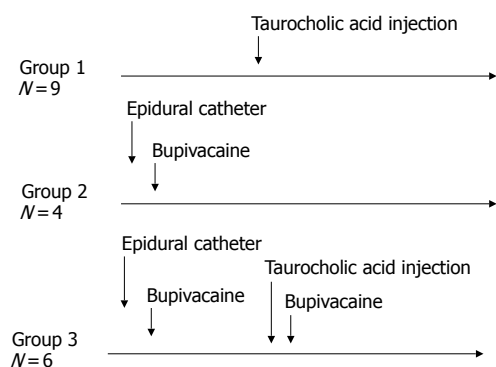 Taurocholic acid injection
Group 1
N = 9
Epidural catheter
Bupivacaine
Group 2
N = 4
Epidural catheter
Taurocholic acid injection
Bupivacaine
Bupivacaine
Group 3
N = 6